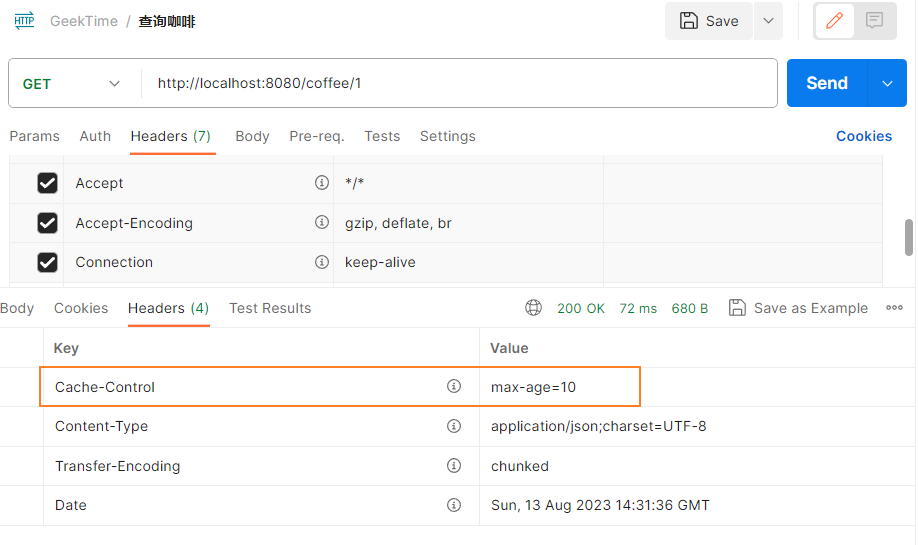 HTTP GeekTime / 查询咖啡 Save
GET http://localhost:8080/coffee/1 Send
Params Auth Headers (7) Body Pre-req. Tests Settings Cookies
Accept */*
Accept-Encoding gzip, deflate, br
Connection keep-alive
Body Cookies Headers (4) Test Results 200 OK 72 ms 680 B Save as Example
Key Value
Cache-Control max-age=10
Content-Type application/json;charset=UTF-8
Transfer-Encoding chunked
Date Sun, 13 Aug 2023 14:31:36 GMT